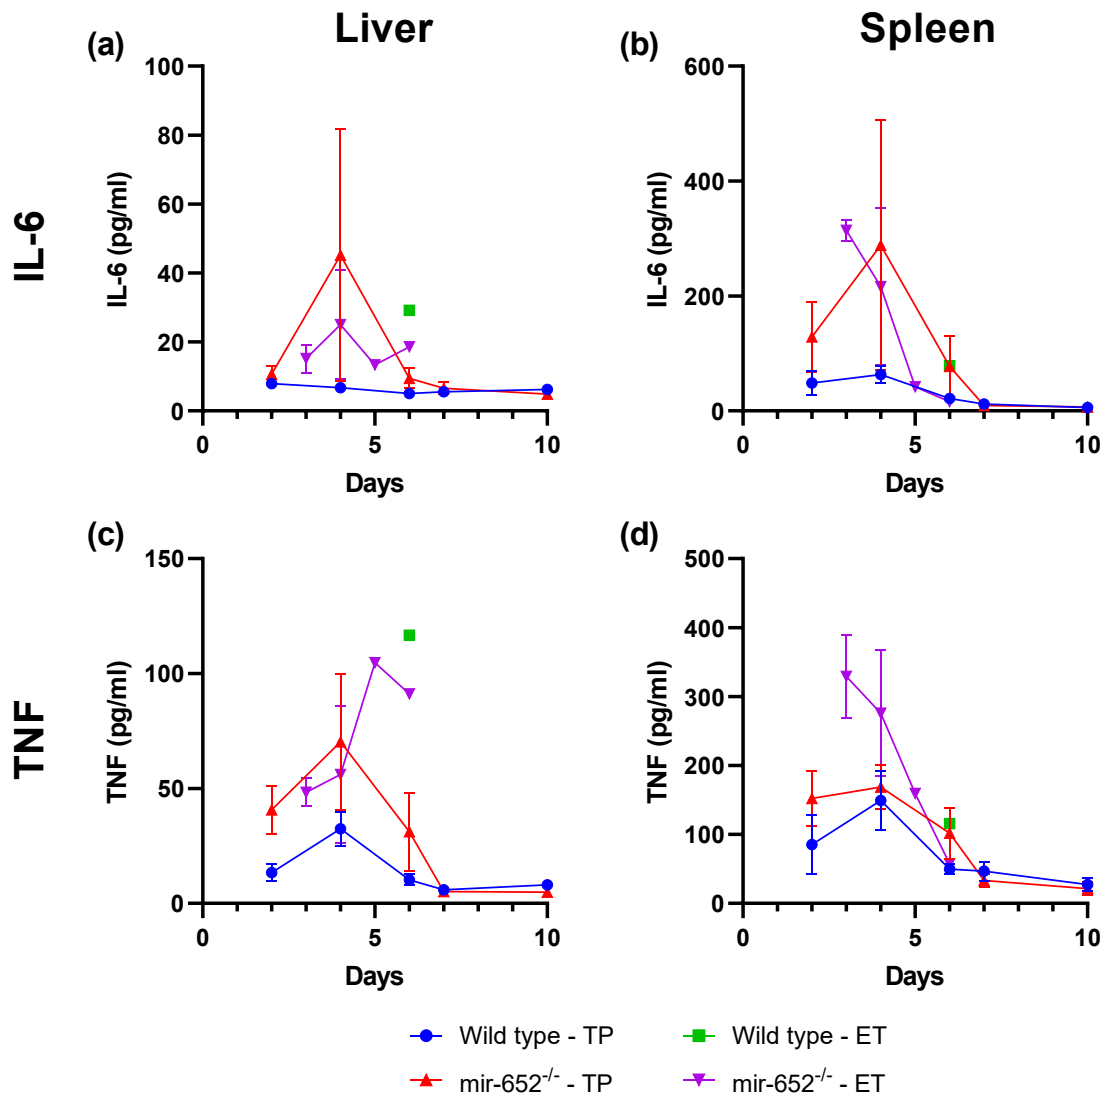 Liver
Spleen
(a)
(b)
IL-6
IL-6 (pg/ml)
100
80
60
40
20
0
0
5
10
Days
IL-6 (pg/ml)
600
400
200
0
0
5
10
Days
(c)
(d)
TNF
TNF (pg/ml)
150
100
50
0
0
5
10
Days
TNF (pg/ml)
500
400
300
200
100
0
0
5
10
Days
Wild type - TP
Wild type - ET
mir-652⁻/⁻ - TP
mir-652⁻/⁻ - ET